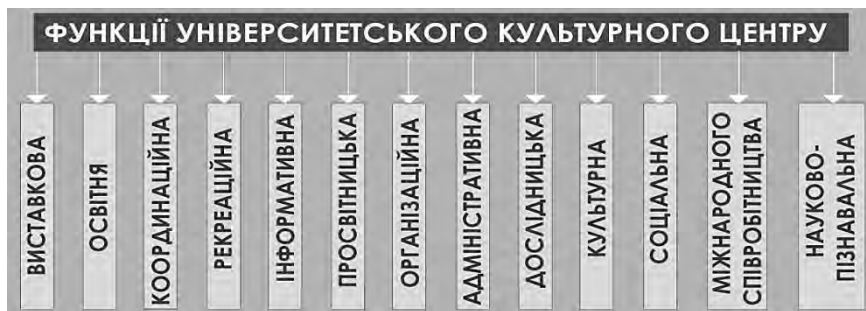 ФУНКЦІЇ УНІВЕРСИТЕТСЬКОГО КУЛЬТУРНОГО ЦЕНТРУ
ВИСТАВКОВА
ОСВІТНЯ
КООРДИНАЦІЙНА
РЕКРЕАЦІЙНА
ІНФОРМАТИВНА
ПРОСВІТНИЦЬКА
ОРГАНІЗАЦІЙНА
АДМІНІСТРАТИВНА
ДОСЛІДНИЦЬКА
КУЛЬТУРНА
СОЦІАЛЬНА
МІЖНАРОДНОГО
СПІВРОБІТНИЦТВА
НАУКОВО-
ПІЗНАВАЛЬНА